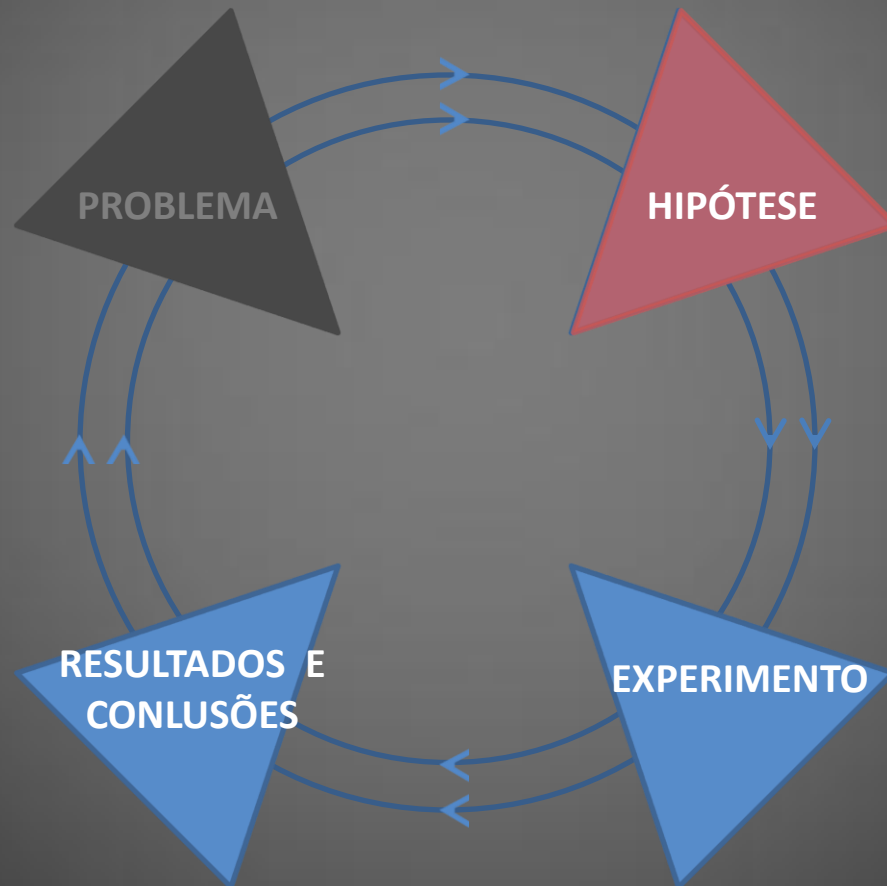 PROBLEMA
HIPÓTESE
RESULTADOS E
CONLUSÕES
EXPERIMENTO